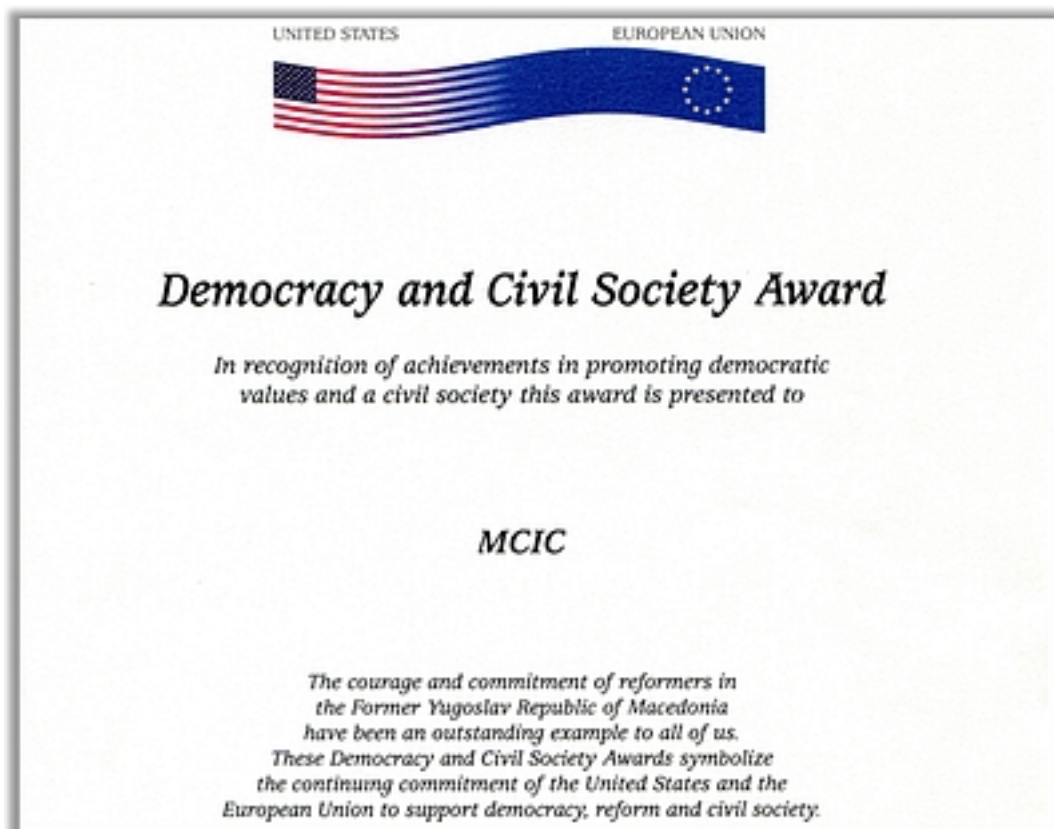 UNITED STATES EUROPEAN UNION
Democracy and Civil Society Award
In recognition of achievements in promoting democratic
values and a civil society this award is presented to
MCIC
The courage and commitment of reformers in
the Former Yugoslav Republic of Macedonia
have been an outstanding example to all of us.
These Democracy and Civil Society Awards symbolize
the continuing commitment of the United States and the
European Union to support democracy, reform and civil society.